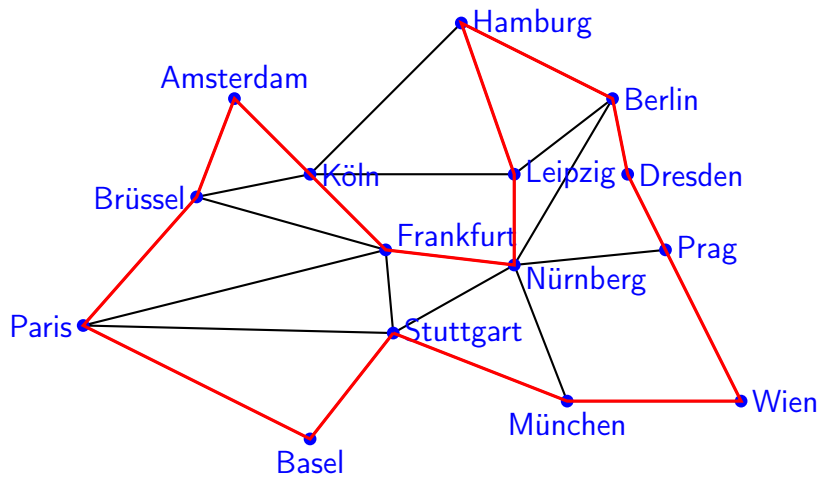 Hamburg
Amsterdam
Berlin
Köln
Leipzig
Dresden
Brüssel
Frankfurt
Prag
Nürnberg
Paris
Stuttgart
Wien
München
Basel